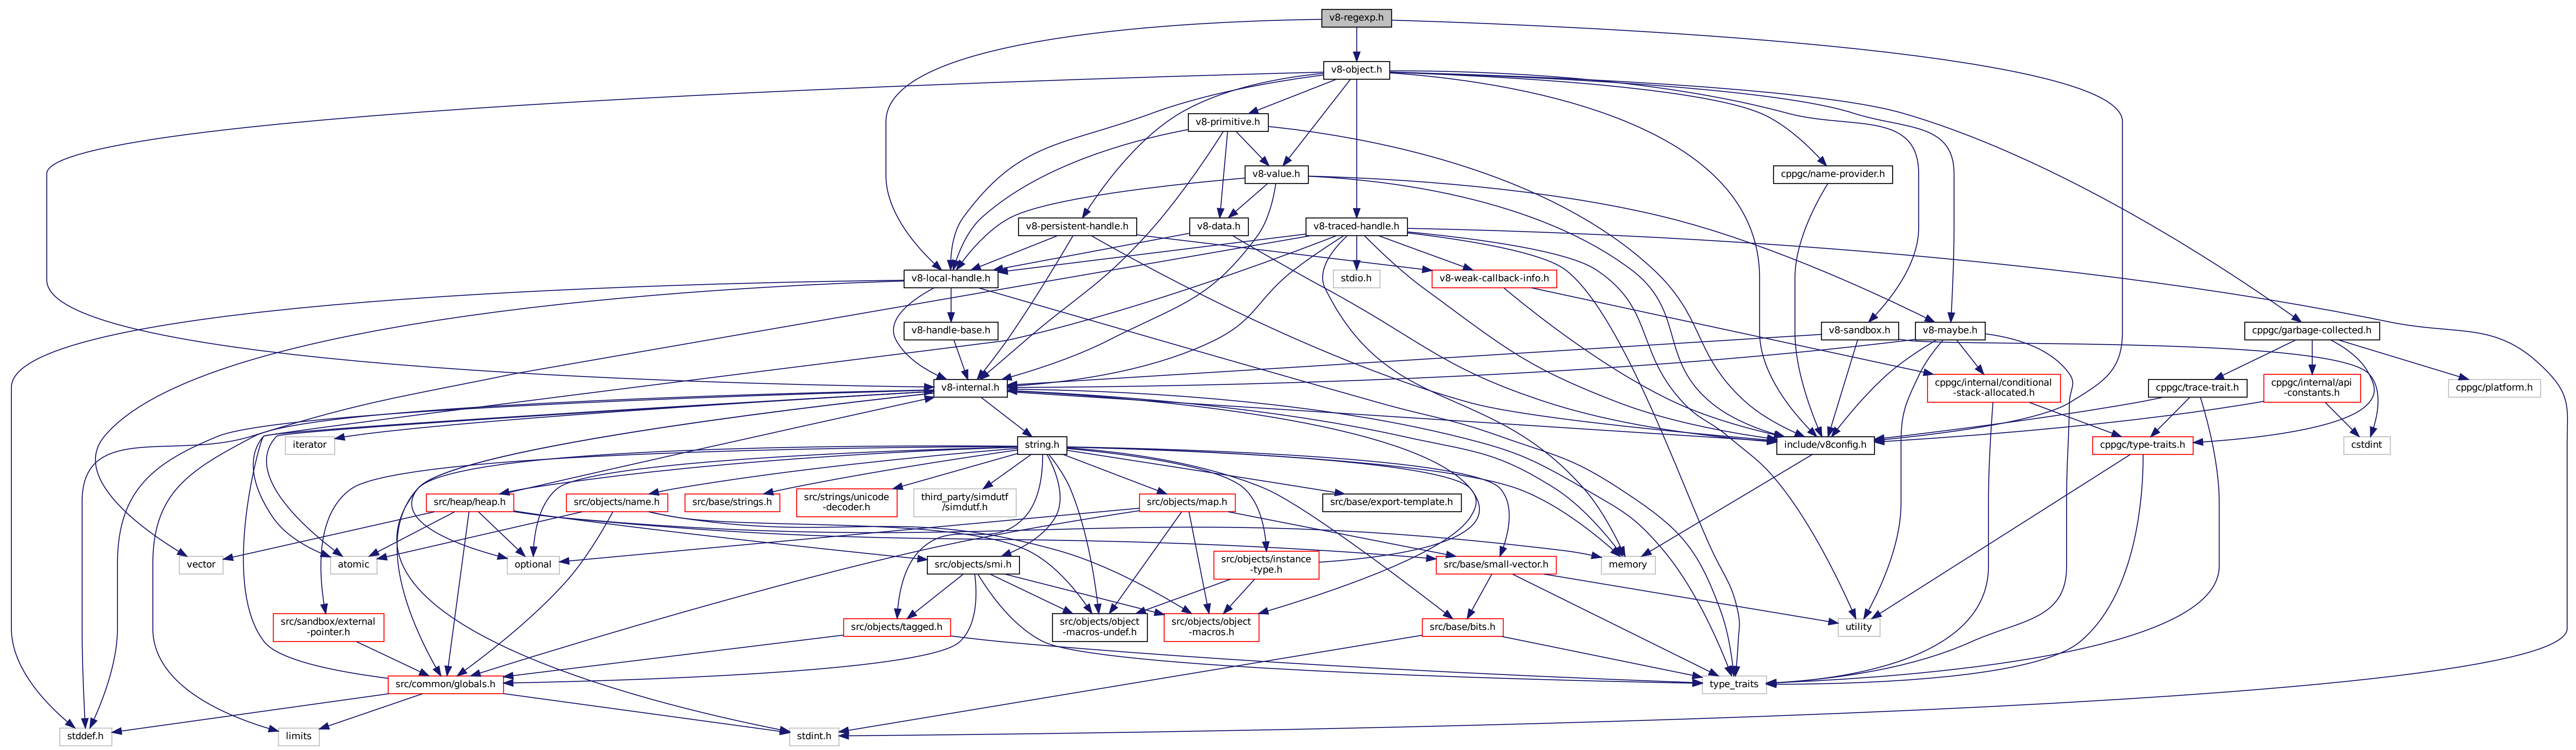 v8-regexp.h
v8-object.h
v8-primitive.h
v8-value.h
cppgc/name-provider.h
v8-persistent-handle.h
v8-data.h
v8-traced-handle.h
v8-local-handle.h
stdio.h
v8-weak-callback-info.h
v8-handle-base.h
v8-sandbox.h
v8-maybe.h
cppgc/garbage-collected.h
v8-internal.h
cppgc/internal/conditional
-stack-allocated.h
cppgc/trace-trait.h
cppgc/internal/api
-constants.h
cppgc/platform.h
iterator
string.h
include/v8config.h
cppgc/type-traits.h
cstdint
src/heap/heap.h
src/objects/name.h
src/base/strings.h
src/strings/unicode
-decoder.h
third_party/simdutf
/simdutf.h
src/objects/map.h
src/base/export-template.h
vector
atomic
optional
src/objects/smi.h
src/objects/instance
-type.h
src/base/small-vector.h
memory
src/sandbox/external
-pointer.h
src/objects/tagged.h
src/objects/object
-macros-undef.h
src/objects/object
-macros.h
src/base/bits.h
utility
src/common/globals.h
type_traits
stddef.h
limits
stdint.h